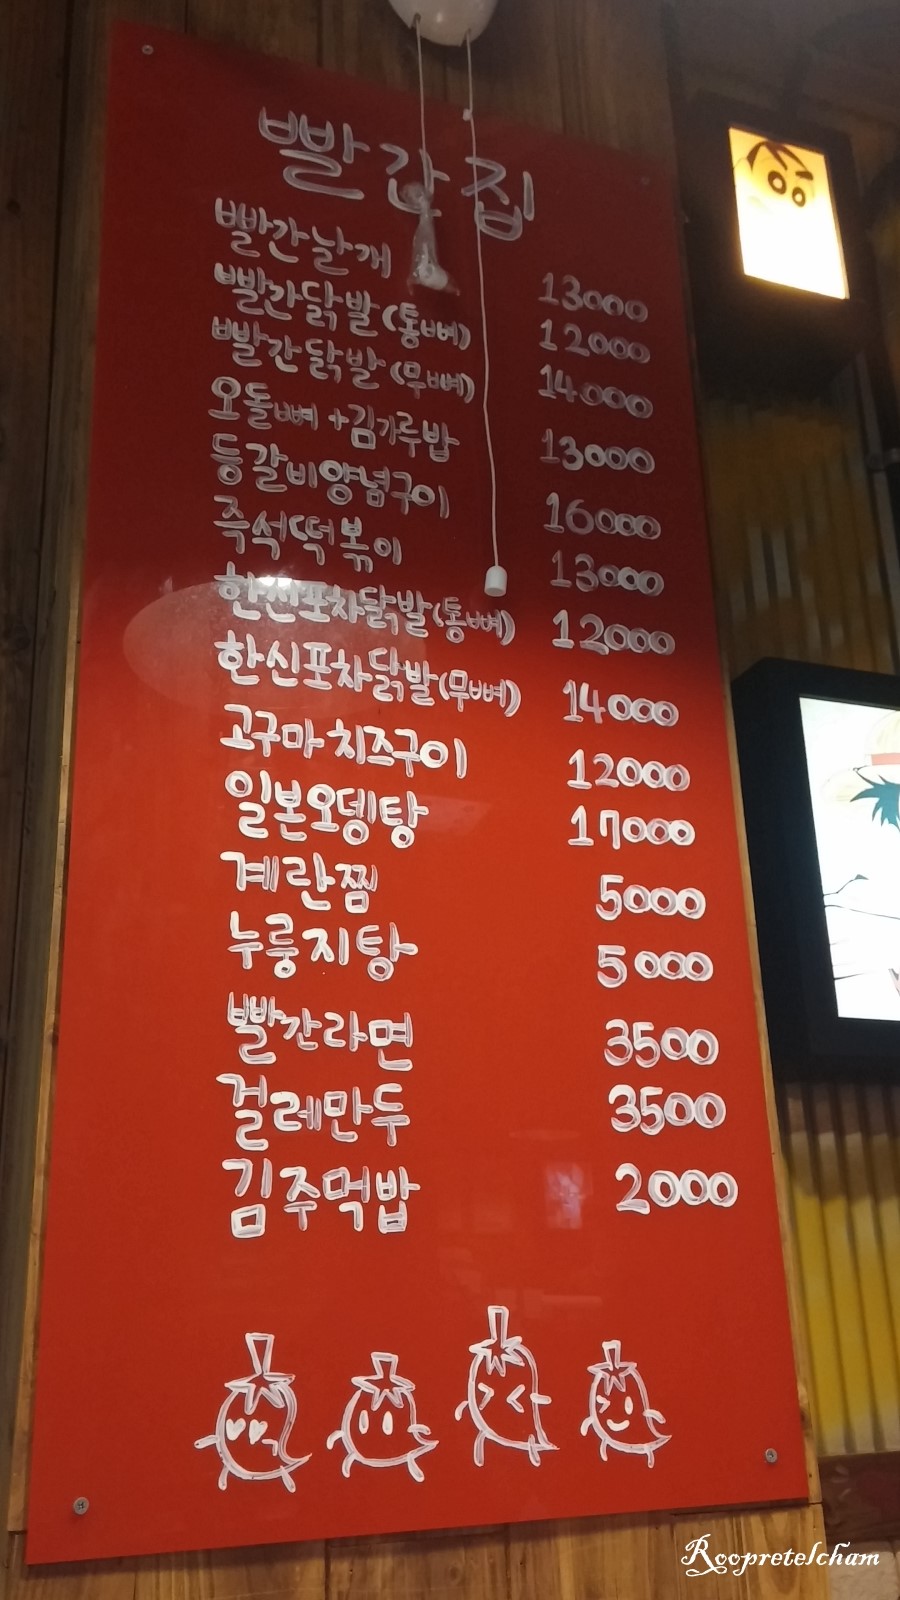 빨간집
빨간날개 13000
빨간닭발(통뼈) 12000
빨간닭발(무뼈) 14000
오돌뼈+김가루밥 13000
등갈비양념구이 16000
즉석떡볶이 13000
한신포차닭발(통뼈) 12000
한신포차닭발(무뼈) 14000
고구마치즈구이 12000
일본오뎅탕 17000
계란찜 5000
누룽지탕 5000
빨간라면 3500
걸레만두 3500
김주먹밥 2000
Roopretelcham